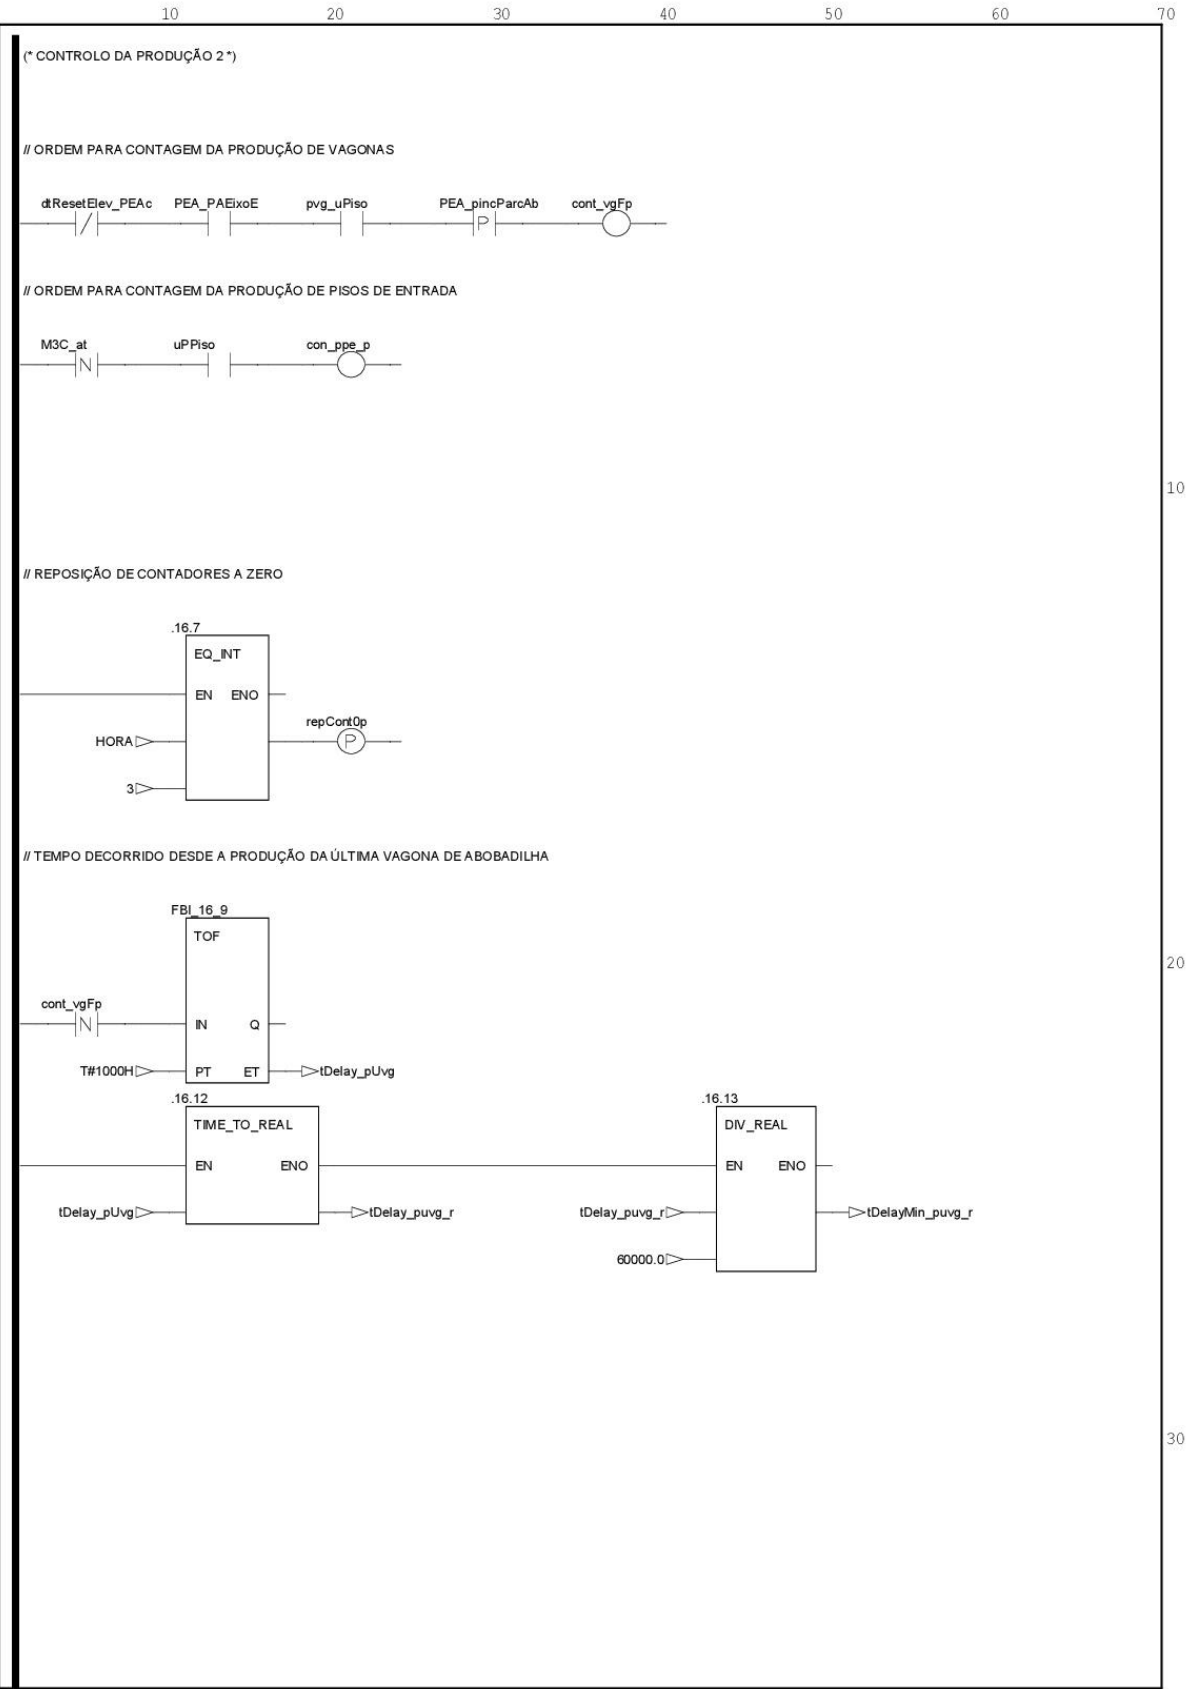 10 20 30 40 50 60 70
(* CONTROLO DA PRODUÇÃO 2 *)
// ORDEM PARA CONTAGEM DA PRODUÇÃO DE VAGONAS
dtResetElev_PEAc PEA_PAEixoE pvg_uPiso PEA_pincParcAb cont_vgFp
P
// ORDEM PARA CONTAGEM DA PRODUÇÃO DE PISOS DE ENTRADA
M3C_at uPPiso con_ppe_p
N
10
// REPOSIÇÃO DE CONTADORES A ZERO
.16.7
EQ_INT
EN ENO
repCont0p
HORA P
3
// TEMPO DECORRIDO DESDE A PRODUÇÃO DA ÚLTIMA VAGONA DE ABOBADILHA
FBI_16_9
TOF
20
cont_vgFp
N IN Q
T#1000H PT ET tDelay_pUvg
.16.12 .16.13
TIME_TO_REAL DIV_REAL
EN ENO EN ENO
tDelay_pUvg tDelay_puvg_r tDelay_puvg_r tDelayMin_puvg_r
60000.0
30